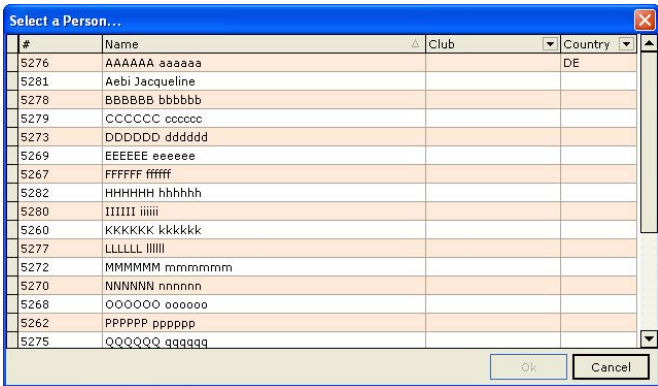 Select a Person...
# Name Club Country
5276 AAAAAA aaaaaa DE
5281 Aebi Jacqueline
5278 BBBBBB bbbbbb
5279 CCCCCC cccccc
5273 DDDDDD dddddd
5269 EEEEEE eeeeee
5267 FFFFFF ffffff
5282 HHHHHH hhhhhh
5280 IIIIII iiiiii
5260 KKKKKK kkkkkk
5277 LLLLLL llllll
5272 MMMMMM mmmmmm
5270 NNNNNN nnnnnn
5268 OOOOOO oooooo
5262 PPPPPP pppppp
5275 QQQQQQ qqqqqq
Ok Cancel